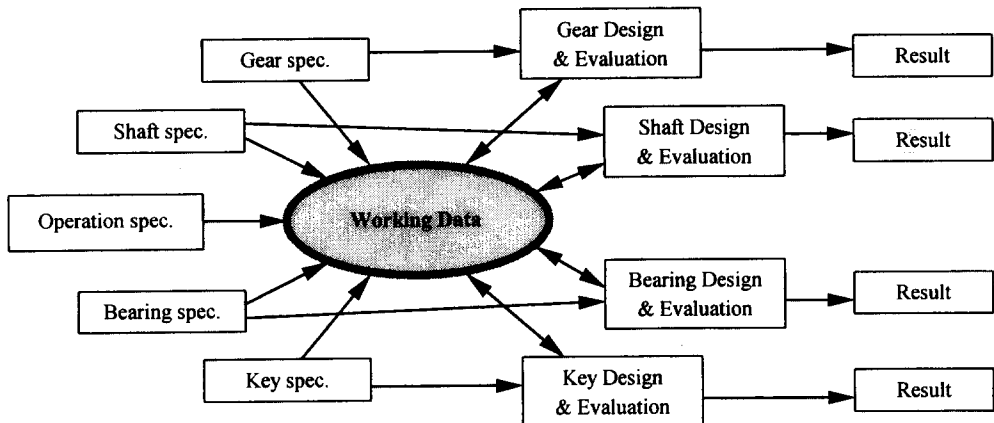 Gear spec.
Gear Design
& Evaluation
Result
Shaft spec.
Shaft Design
& Evaluation
Result
Operation spec.
Working Data
Bearing spec.
Bearing Design
& Evaluation
Result
Key spec.
Key Design
& Evaluation
Result